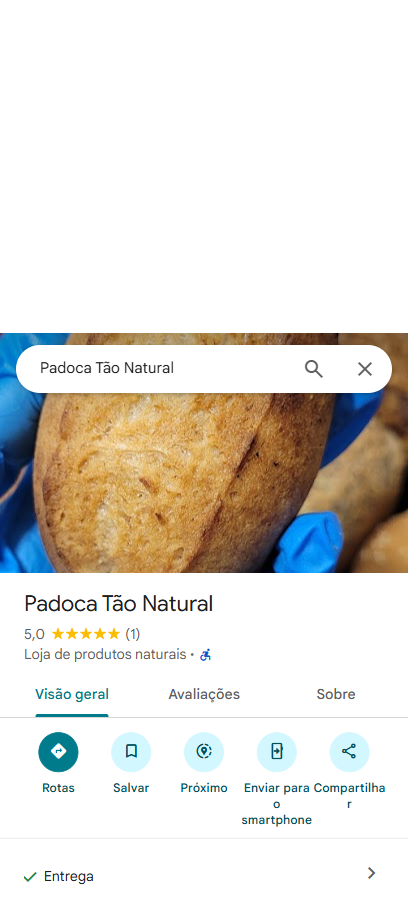 Padoca Tão Natural
Padoca Tão Natural
5,0 (1)
Loja de produtos naturais ·
Visão geral Avaliações Sobre
Rotas Salvar Próximo Enviar para Compartilha
o r
smartphone
Entrega